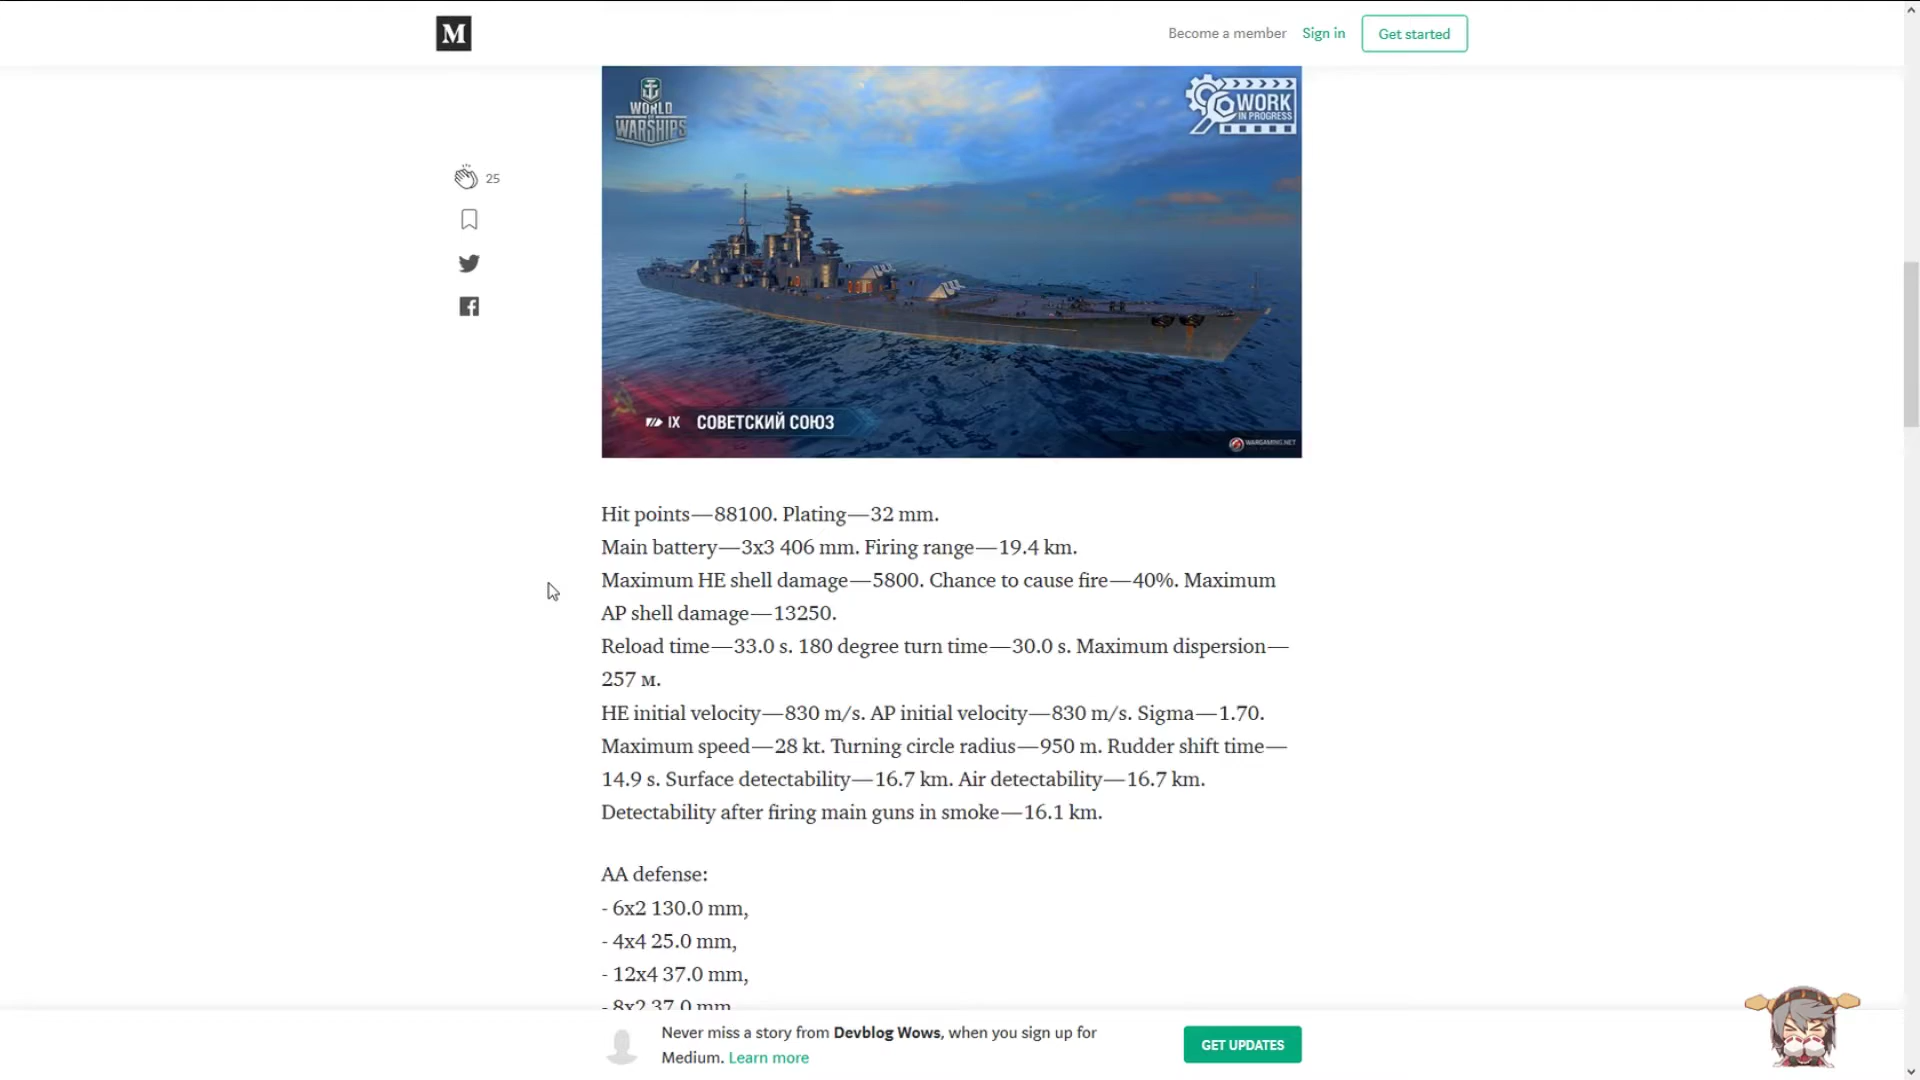 M
Become a member Sign in Get started
WORLD
OF
WARSHIPS
WORK
IN PROGRESS
25
IX СОВЕТСКИЙ СОЮЗ
WARGAMING.NET
Hit points—88100. Plating—32 mm.
Main battery—3x3 406 mm. Firing range—19.4 km.
Maximum HE shell damage—5800. Chance to cause fire—40%. Maximum
AP shell damage—13250.
Reload time—33.0 s. 180 degree turn time—30.0 s. Maximum dispersion—
257 м.
HE initial velocity—830 m/s. AP initial velocity—830 m/s. Sigma—1.70.
Maximum speed—28 kt. Turning circle radius—950 m. Rudder shift time—
14.9 s. Surface detectability—16.7 km. Air detectability—16.7 km.
Detectability after firing main guns in smoke—16.1 km.
AA defense:
- 6x2 130.0 mm,
- 4x4 25.0 mm,
- 12x4 37.0 mm,
- 8x2 37.0 mm
Never miss a story from Devblog Wows, when you sign up for
Medium. Learn more
GET UPDATES